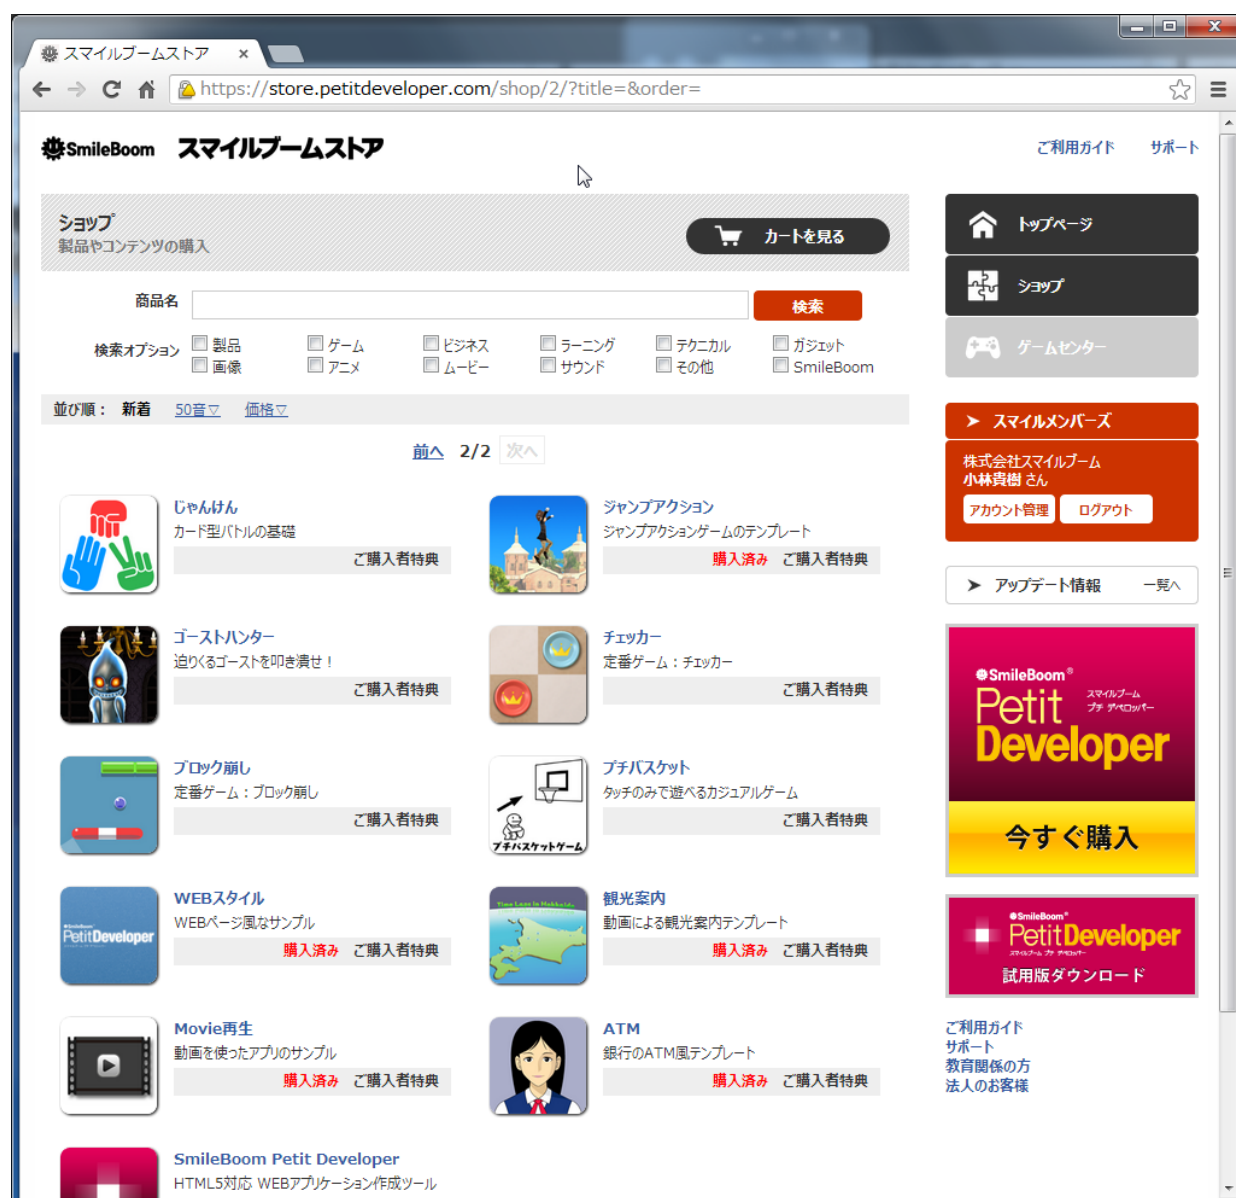 スマイルブームストア ×
https://store.petitdeveloper.com/shop/2/?title=&order=
SmileBoom スマイルブームストア
ご利用ガイド サポート
ショップ
製品やコンテンツの購入
カートを見る
商品名 検索
検索オプション 製品 ゲーム ビジネス ラーニング テクニカル ガジェット
画像 アニメ ムービー サウンド その他 SmileBoom
並び順： 新着 50音▽ 価格▽
前へ 2/2 次へ
じゃんけん
カード型バトルの基礎
ご購入者特典
ジャンプアクション
ジャンプアクションゲームのテンプレート
購入済み ご購入者特典
ゴーストハンター
迫りくるゴーストを叩き潰せ！
ご購入者特典
チェッカー
定番ゲーム：チェッカー
ご購入者特典
ブロック崩し
定番ゲーム：ブロック崩し
ご購入者特典
プチバスケットゲーム
プチバスケット
タッチのみで遊べるカジュアルゲーム
ご購入者特典
SmileBoom
PetitDeveloper
WEBスタイル
WEBページ風なサンプル
購入済み ご購入者特典
Time Laps in Hokkaido
観光案内
動画による観光案内テンプレート
購入済み ご購入者特典
Movie再生
動画を使ったアプリのサンプル
購入済み ご購入者特典
ATM
銀行のATM風テンプレート
購入済み ご購入者特典
SmileBoom Petit Developer
HTML5対応 WEBアプリケーション作成ツール
トップページ
ショップ
ゲームセンター
スマイルメンバーズ
株式会社スマイルブーム
小林貴樹 さん
アカウント管理 ログアウト
アップデート情報 一覧へ
SmileBoom®
Petit スマイルブーム
プチ デベロッパー
Developer
今すぐ購入
SmileBoom®
PetitDeveloper
スマイルブーム プチ デベロッパー
試用版ダウンロード
ご利用ガイド
サポート
教育関係の方
法人のお客様